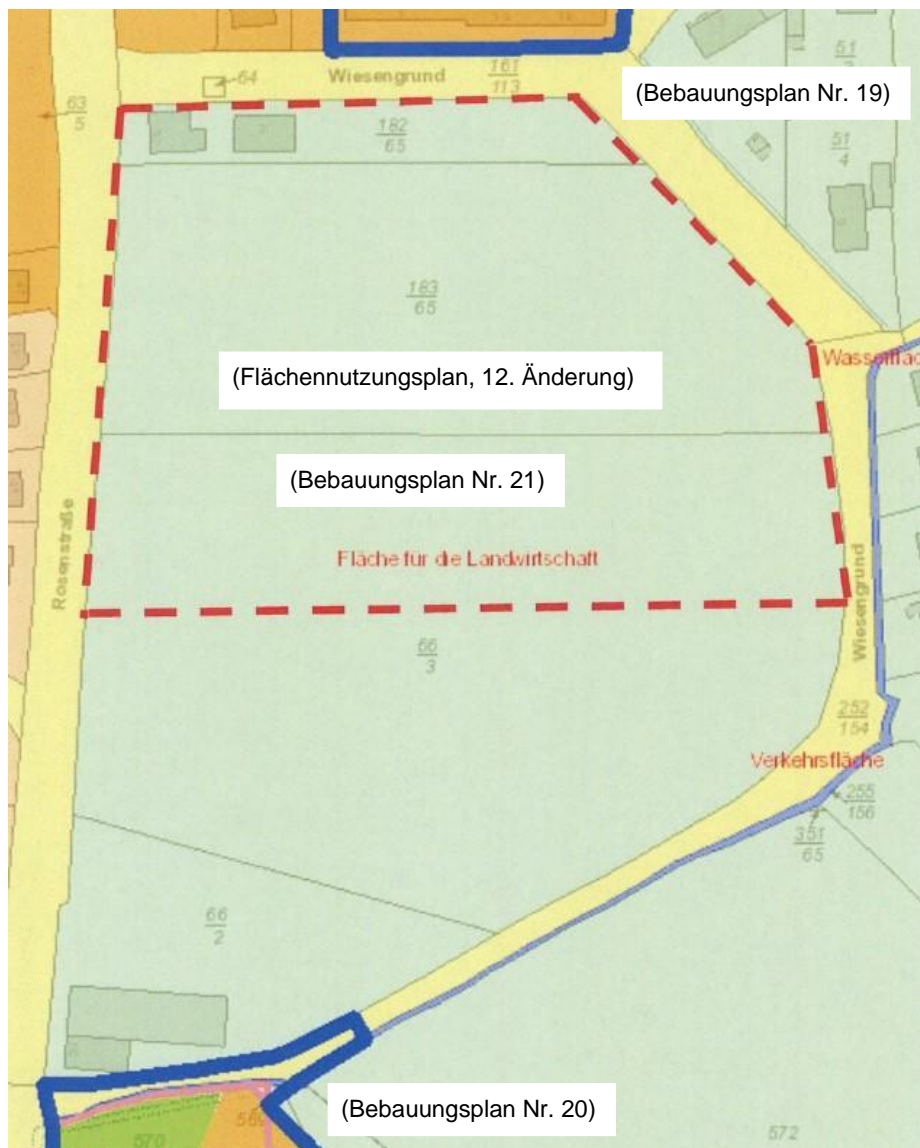 64
Wiesengrund
161
113
51
(Bebauungsplan Nr. 19)
63
5
182
65
51
4
183
65
Wasserfläc
(Flächennutzungsplan, 12. Änderung)
(Bebauungsplan Nr. 21)
Rosenstraße
Fläche für die Landwirtschaft
Wiesengrund
66
3
252
154
Verkehrsfläche
255
156
351
65
66
2
(Bebauungsplan Nr. 20)
570
572